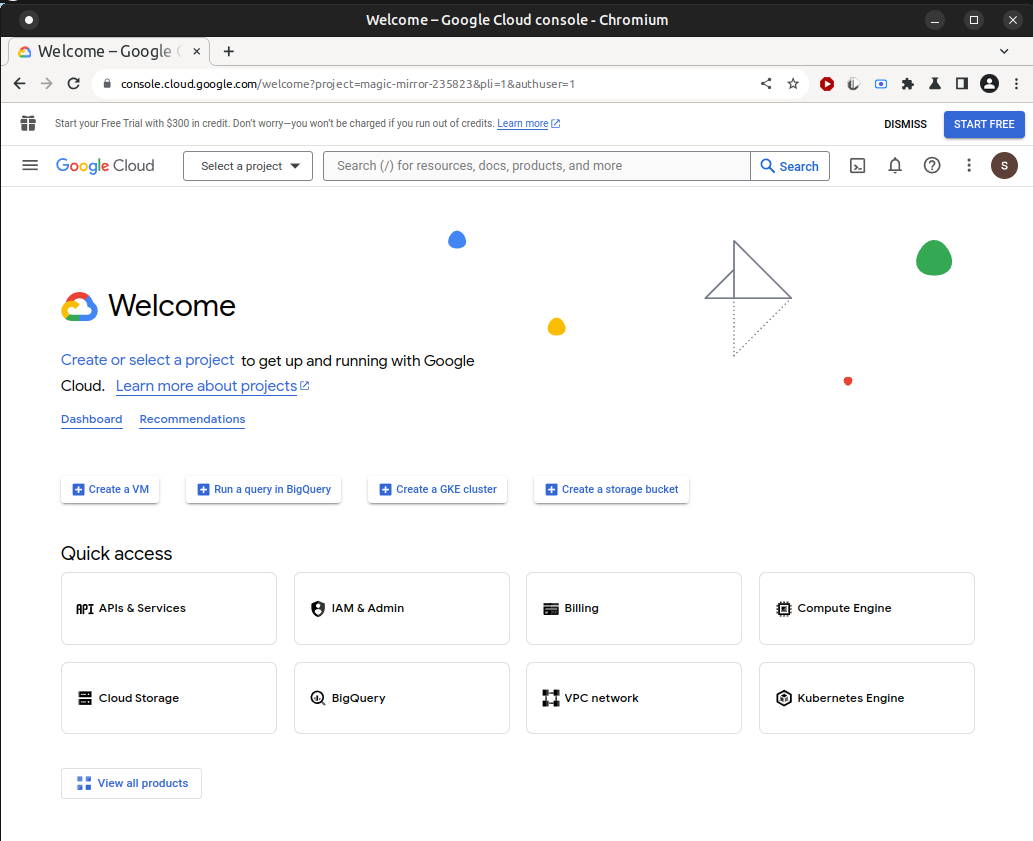 Welcome – Google Cloud console - Chromium
Welcome – Google C
console.cloud.google.com/welcome?project=magic-mirror-235823&pli=1&authuser=1
Start your Free Trial with $300 in credit. Don't worry—you won't be charged if you run out of credits. Learn more
DISMISS
START FREE
Google Cloud
Select a project
Search (/) for resources, docs, products, and more
Search
S
Welcome
Create or select a project to get up and running with Google
Cloud. Learn more about projects
Dashboard Recommendations
Create a VM
Run a query in BigQuery
Create a GKE cluster
Create a storage bucket
Quick access
API APIs & Services
IAM & Admin
Billing
Compute Engine
Cloud Storage
BigQuery
VPC network
Kubernetes Engine
View all products